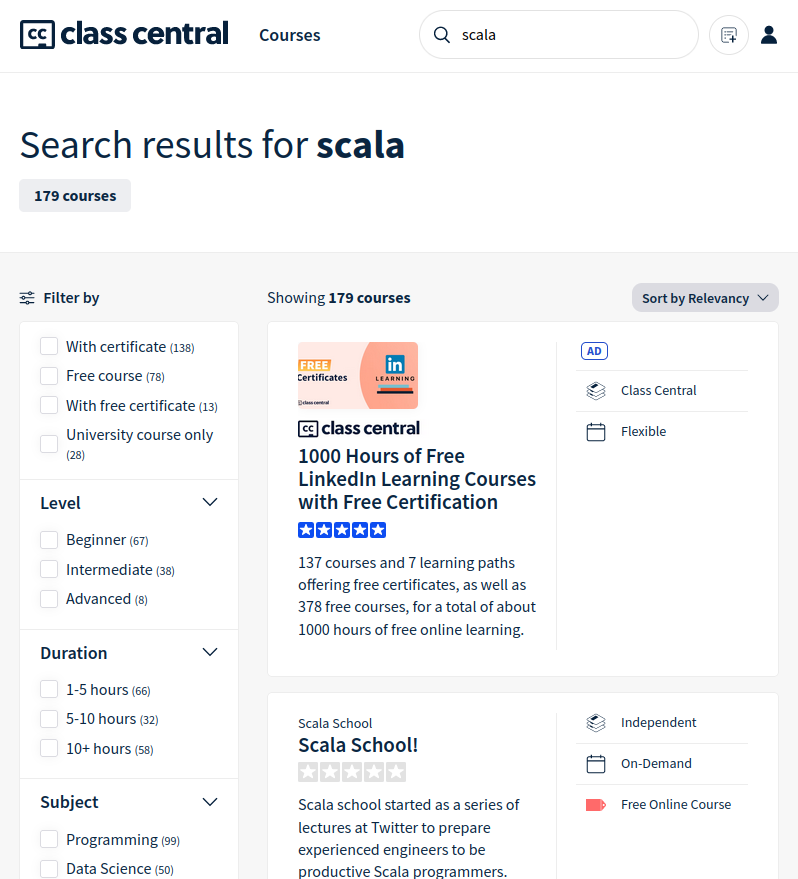 cc class central
Courses
scala
Search results for scala
179 courses
Filter by
Showing 179 courses
Sort by Relevancy
With certificate (138)
Free course (78)
With free certificate (13)
University course only
(28)
Level
Beginner (67)
Intermediate (38)
Advanced (8)
Duration
1-5 hours (66)
5-10 hours (32)
10+ hours (58)
Subject
Programming (99)
Data Science (50)
FREE
Certificates
class central
in
LEARNING
cc class central
1000 Hours of Free
LinkedIn Learning Courses
with Free Certification
137 courses and 7 learning paths
offering free certificates, as well as
378 free courses, for a total of about
1000 hours of free online learning.
AD
Class Central
Flexible
Scala School
Scala School!
Scala school started as a series of
lectures at Twitter to prepare
experienced engineers to be
productive Scala programmers.
Independent
On-Demand
Free Online Course